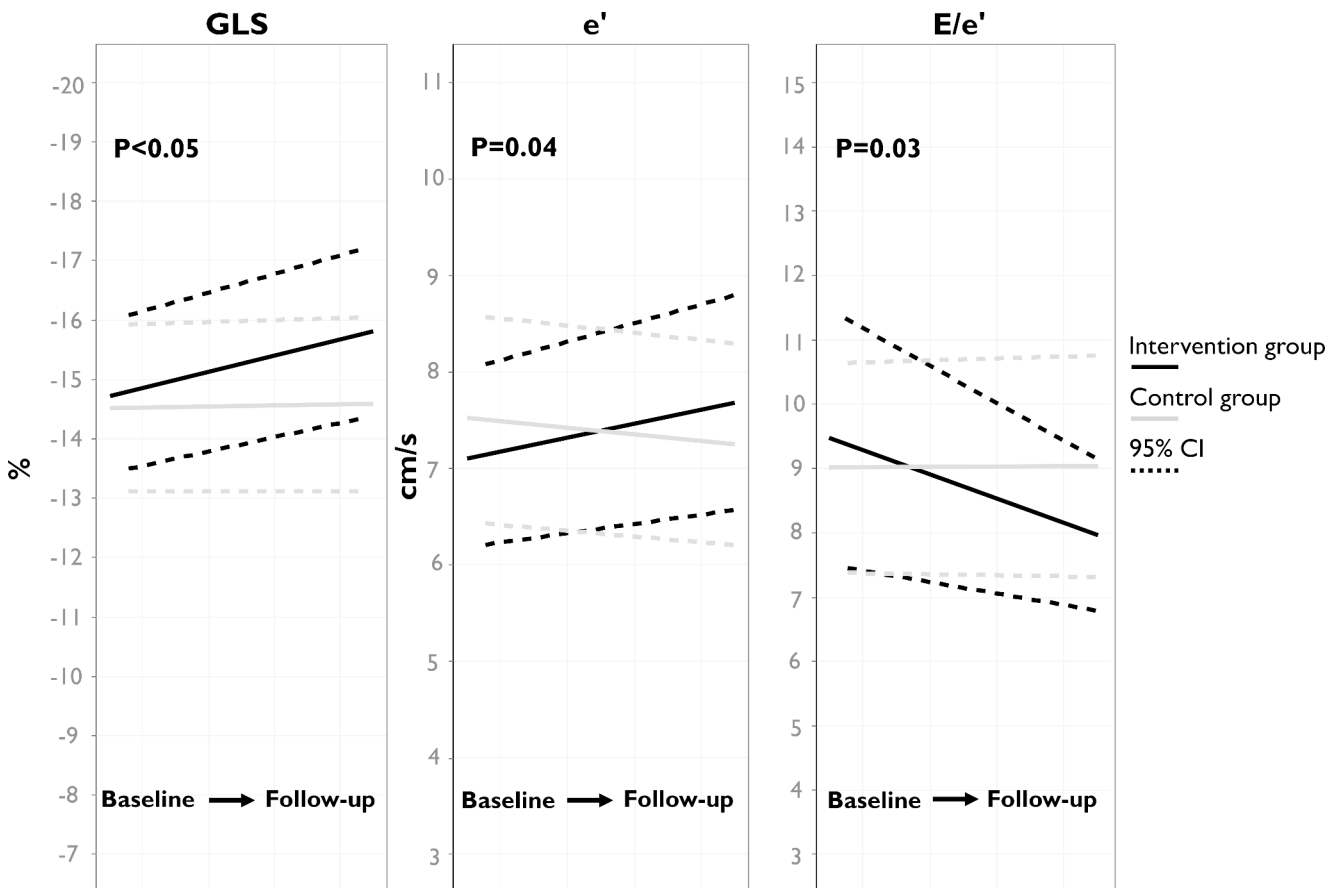 GLS
e'
E/e'
-20
-19
-18
-17
-16
-15
-14
-13
-12
-11
-10
-9
-8
-7
%
P<0.05
Baseline Follow-up
11
10
9
8
7
6
5
4
3
cm/s
P=0.04
Baseline Follow-up
15
14
13
12
11
10
9
8
7
6
5
4
3
P=0.03
Baseline Follow-up
Intervention group
Control group
95% CI